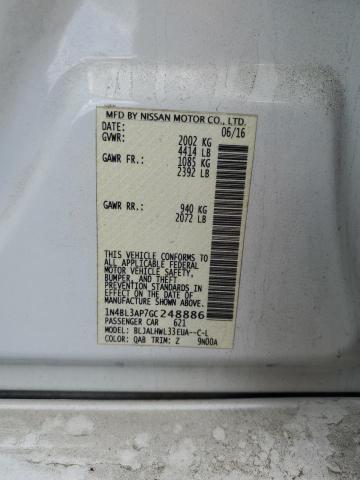 MFD BY NISSAN MOTOR CO., LTD.
DATE: 06/16
GVWR: 2002 KG
4414 LB
GAWR FR.: 1085 KG
2392 LB
GAWR RR.: 940 KG
2072 LB
THIS VEHICLE CONFORMS TO ALL
APPLICABLE U.S. FEDERAL
MOTOR VEHICLE SAFETY,
BUMPER, AND THEFT
PREVENTION STANDARDS IN
EFFECT ON THE DATE OF
MANUFACTURE SHOWN
ABOVE.
1N4BL3AP7GC248886
PASSENGER CAR 621
MODEL: BLJALHWL33EUA--C-L
COLOR: QAB TRIM: Z 9N00A